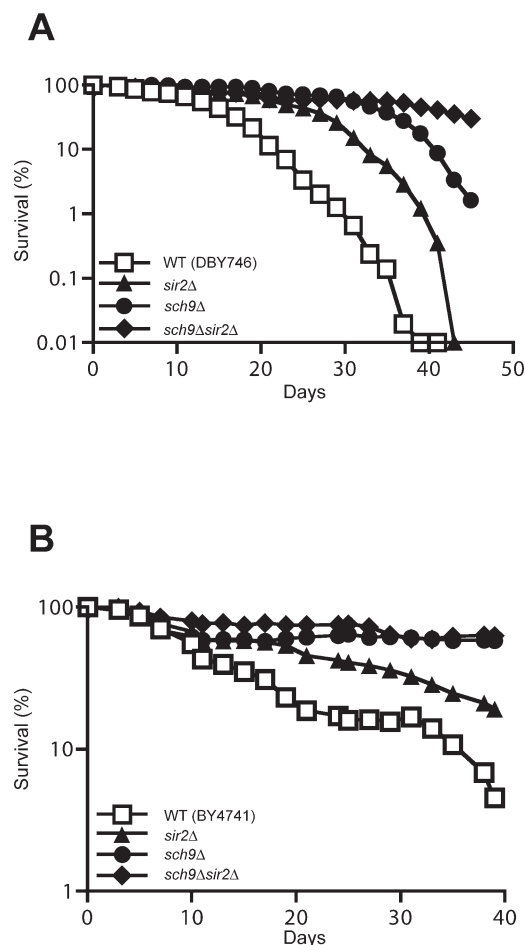 A
100
10
1
0.1
0.01
Survival (%)
WT (DBY746)
sir2Δ
sch9Δ
sch9Δsir2Δ
0 10 20 30 40 50
Days
B
100
10
1
Survival (%)
WT (BY4741)
sir2Δ
sch9Δ
sch9Δsir2Δ
0 10 20 30 40
Days